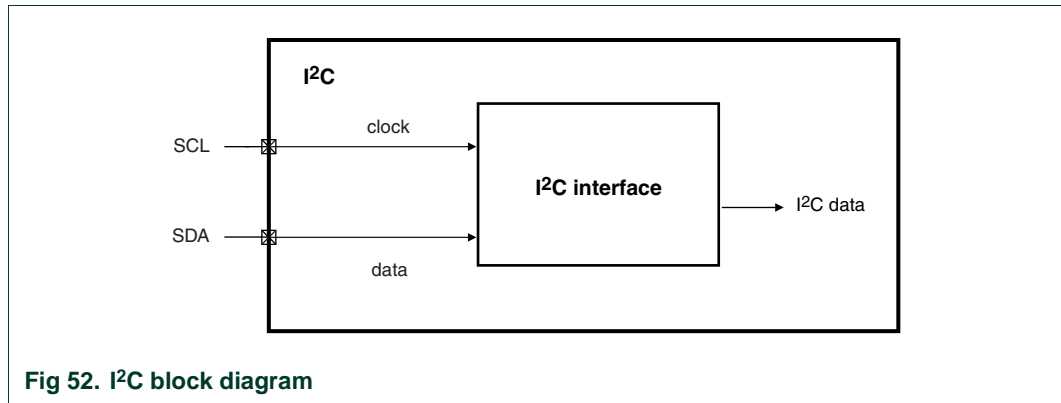 I²C
SCL
clock
I²C interface
I²C data
SDA
data
Fig 52. I²C block diagram